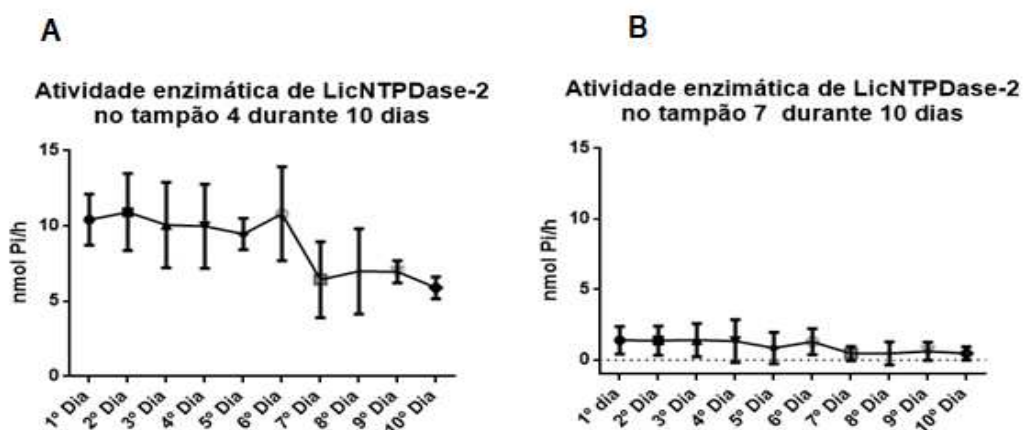 A
Atividade enzimática de LicNTPDase-2
no tampão 4 durante 10 dias
15
10
5
0
nmol Pi/h
1º Dia
2º Dia
3º Dia
4º Dia
5º Dia
6º Dia
7º Dia
8º Dia
9º Dia
10º Dia
B
Atividade enzimática de LicNTPDase-2
no tampão 7 durante 10 dias
15
10
5
0
nmol Pi/h
1º dia
2º Dia
3º Dia
4º Dia
5º Dia
6º Dia
7º Dia
8º Dia
9º Dia
10º Dia